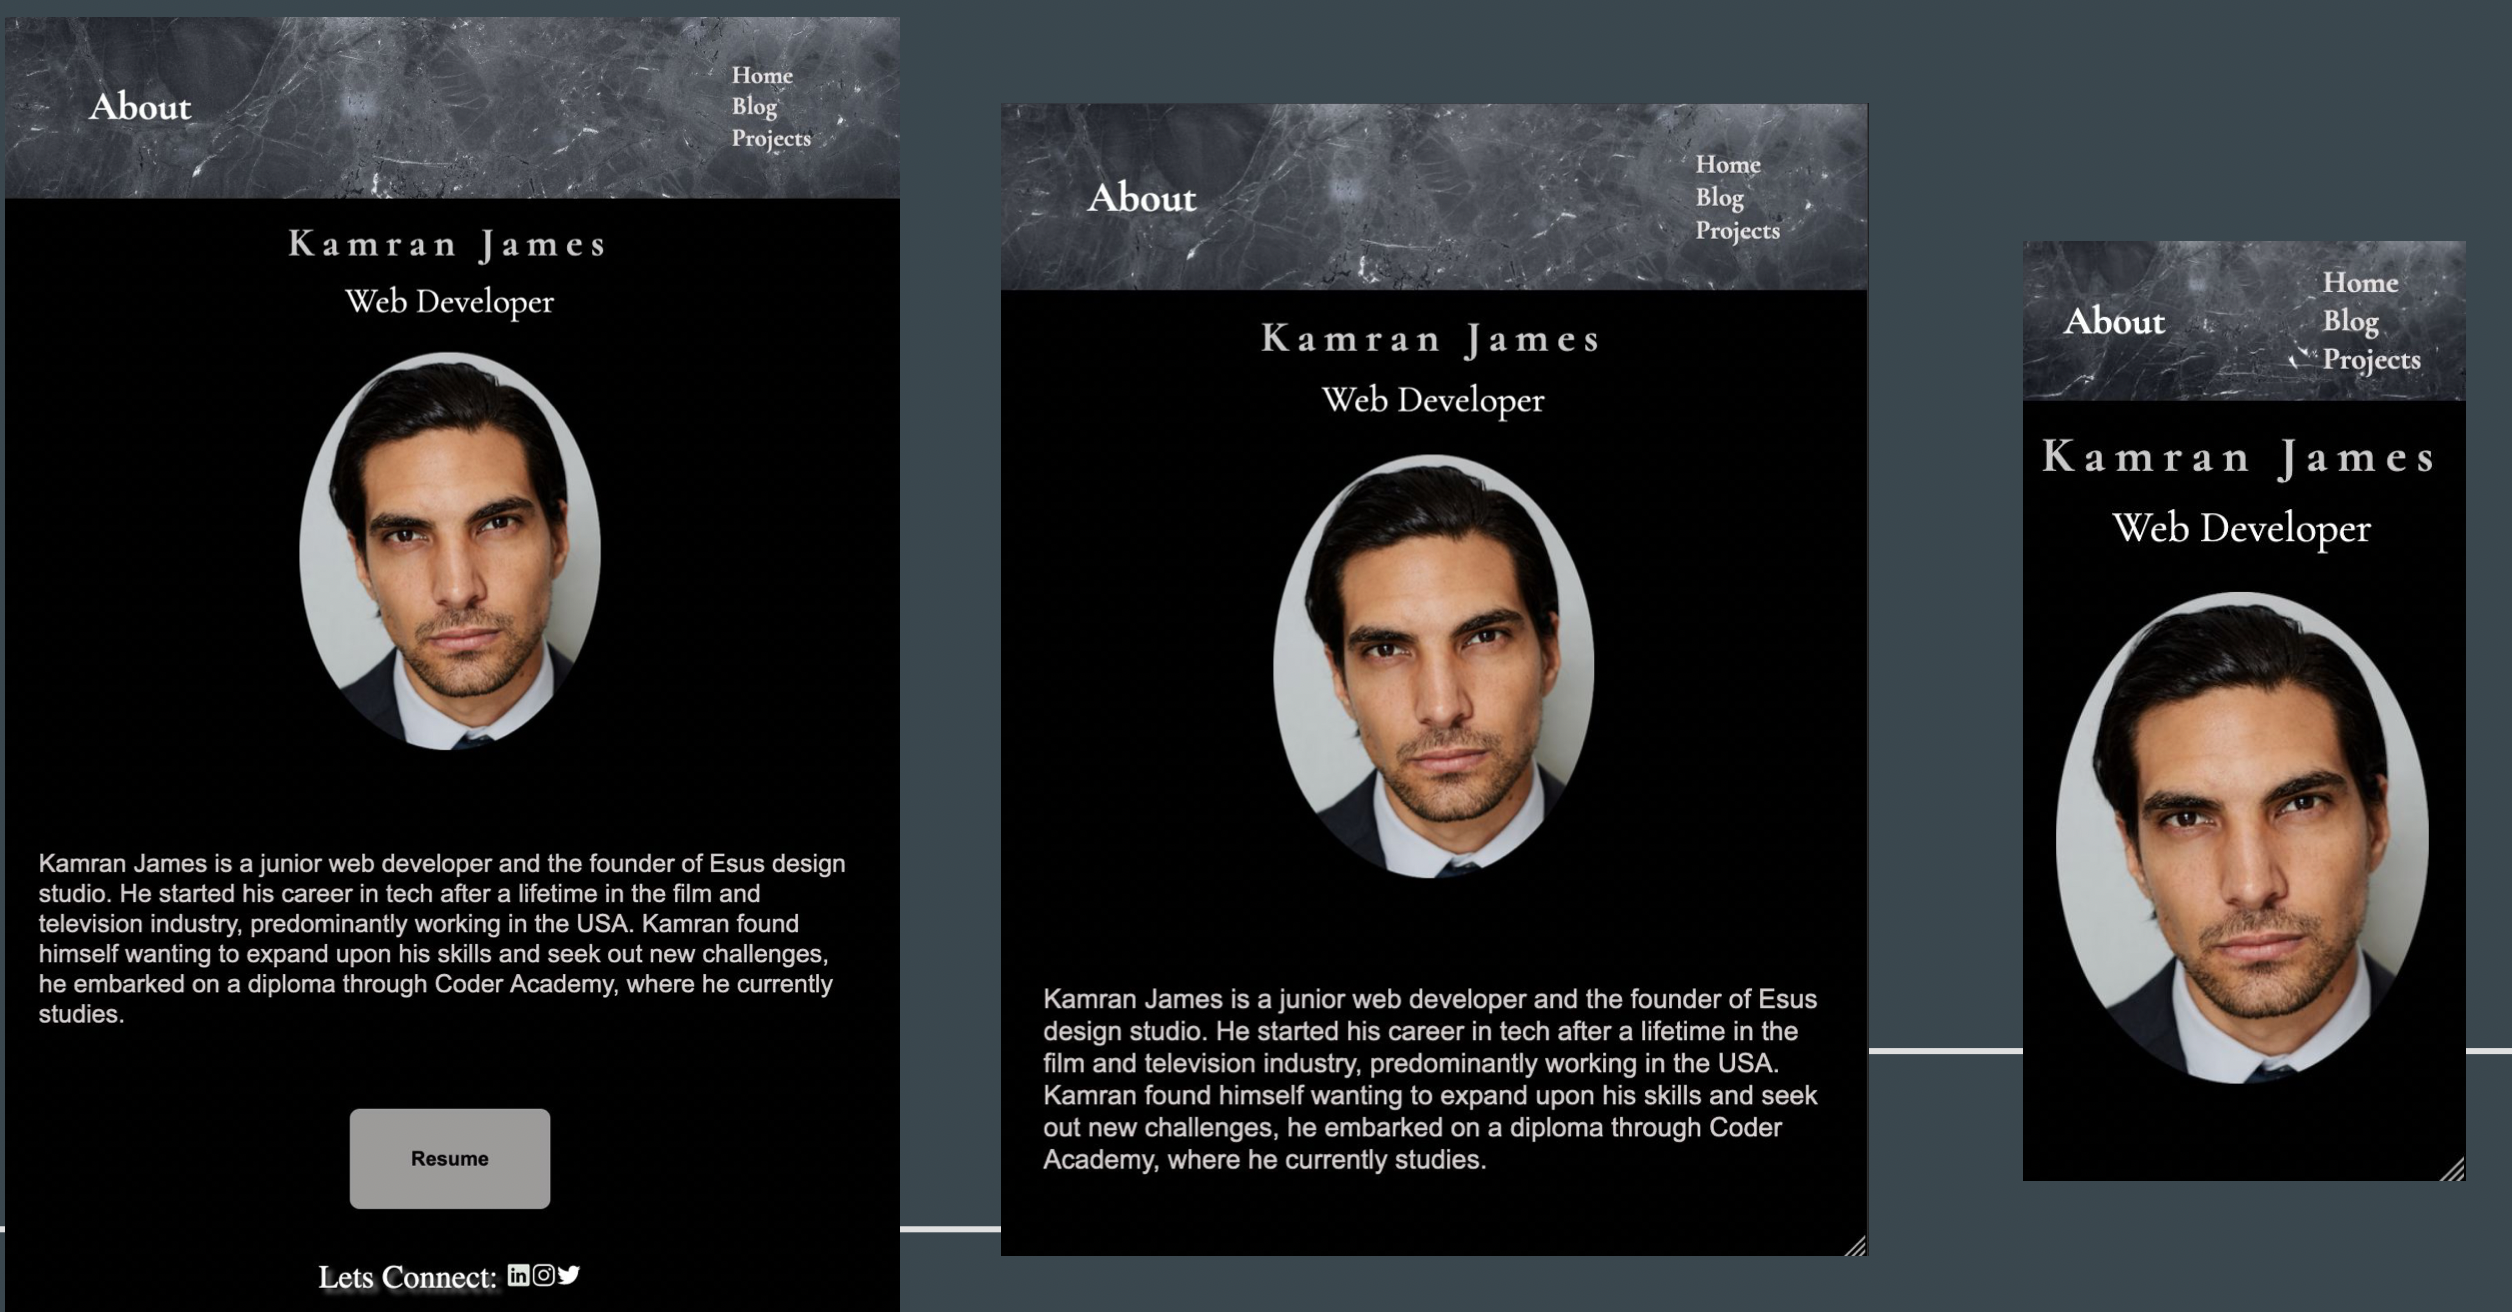 About
Home
Blog
Projects
Kamran James
Web Developer
Kamran James is a junior web developer and the founder of Esus design
studio. He started his career in tech after a lifetime in the film and
television industry, predominantly working in the USA. Kamran found
himself wanting to expand upon his skills and seek out new challenges,
he embarked on a diploma through Coder Academy, where he currently
studies.
Resume
Lets Connect:
About
Home
Blog
Projects
Kamran James
Web Developer
Kamran James is a junior web developer and the founder of Esus
design studio. He started his career in tech after a lifetime in the
film and television industry, predominantly working in the USA.
Kamran found himself wanting to expand upon his skills and seek
out new challenges, he embarked on a diploma through Coder
Academy, where he currently studies.
About
Home
Blog
Projects
Kamran James
Web Developer